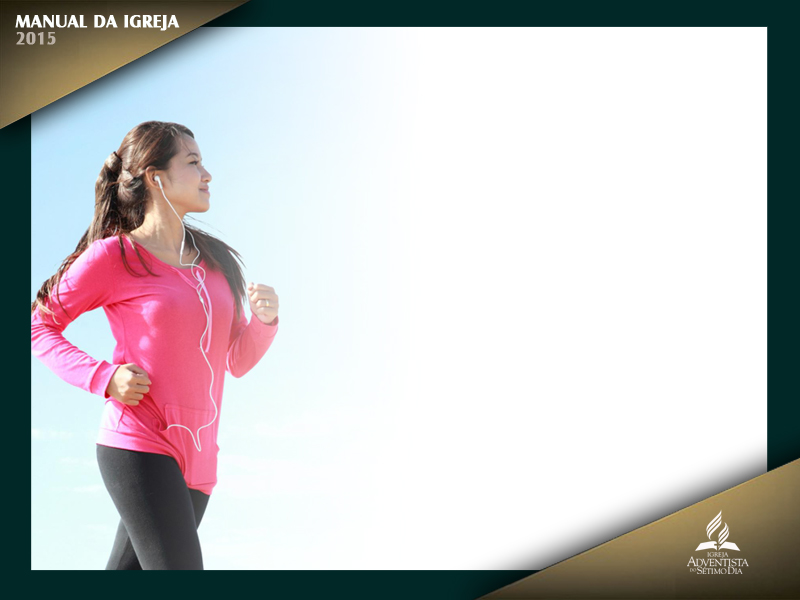 MANUAL DA IGREJA
2015
IGREJA
ADVENTISTA
DO SÉTIMO DIA